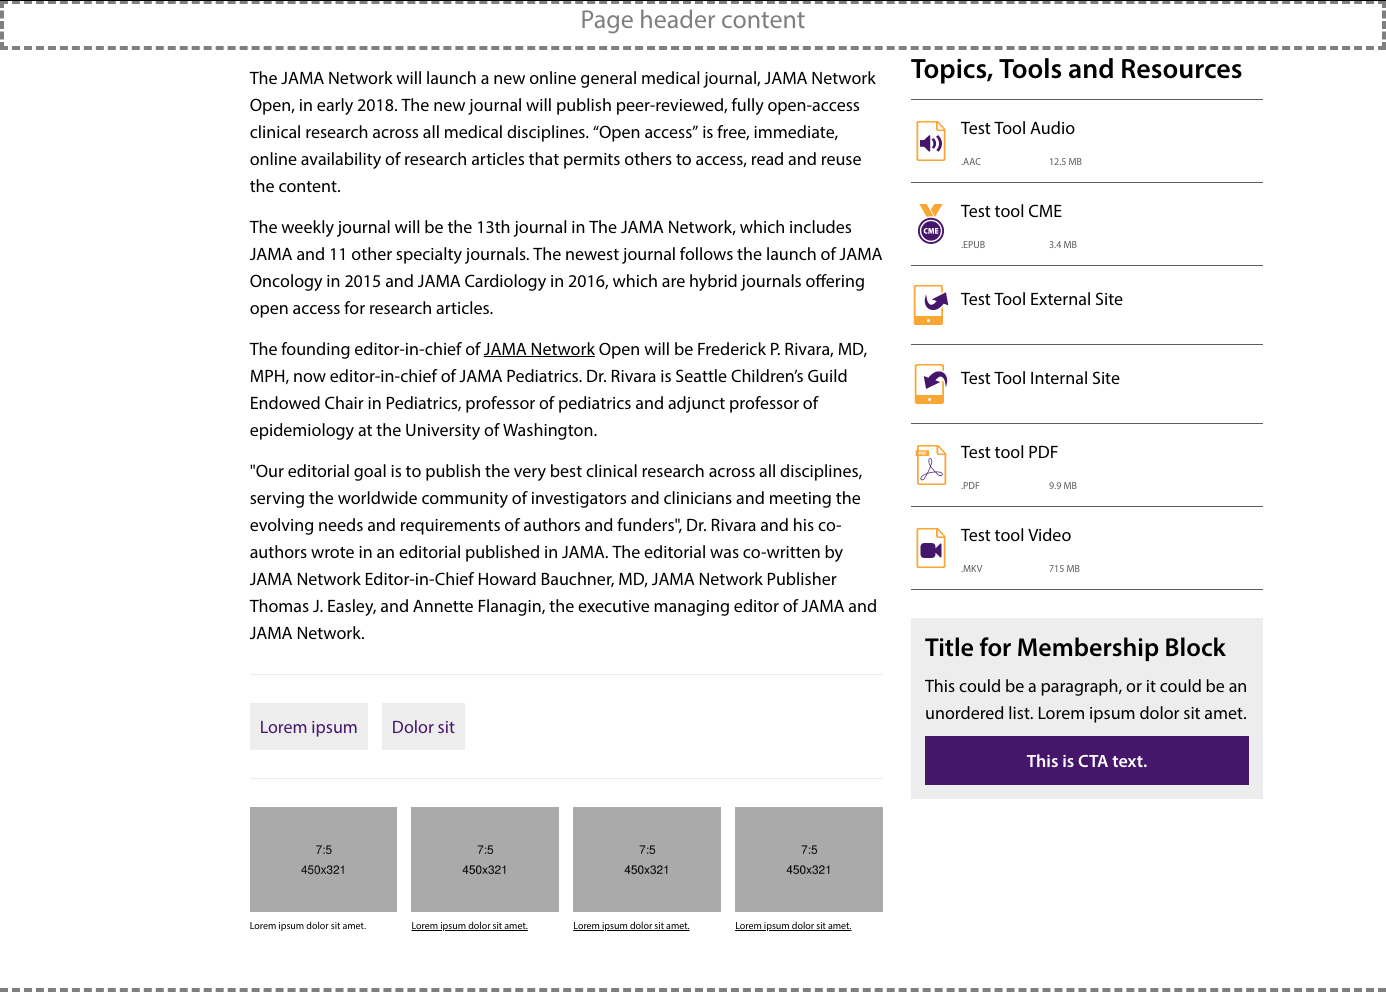 Page header content
The JAMA Network will launch a new online general medical journal, JAMA Network
Open, in early 2018. The new journal will publish peer-reviewed, fully open-access
clinical research across all medical disciplines. “Open access” is free, immediate,
online availability of research articles that permits others to access, read and reuse
the content.
The weekly journal will be the 13th journal in The JAMA Network, which includes
JAMA and 11 other specialty journals. The newest journal follows the launch of JAMA
Oncology in 2015 and JAMA Cardiology in 2016, which are hybrid journals offering
open access for research articles.
The founding editor-in-chief of JAMA Network Open will be Frederick P. Rivara, MD,
MPH, now editor-in-chief of JAMA Pediatrics. Dr. Rivara is Seattle Children’s Guild
Endowed Chair in Pediatrics, professor of pediatrics and adjunct professor of
epidemiology at the University of Washington.
"Our editorial goal is to publish the very best clinical research across all disciplines,
serving the worldwide community of investigators and clinicians and meeting the
evolving needs and requirements of authors and funders", Dr. Rivara and his co-
authors wrote in an editorial published in JAMA. The editorial was co-written by
JAMA Network Editor-in-Chief Howard Bauchner, MD, JAMA Network Publisher
Thomas J. Easley, and Annette Flanagin, the executive managing editor of JAMA and
JAMA Network.
Lorem ipsum Dolor sit
7:5 7:5 7:5 7:5
450x321 450x321 450x321 450x321
Lorem ipsum dolor sit amet. Lorem ipsum dolor sit amet. Lorem ipsum dolor sit amet. Lorem ipsum dolor sit amet.
Topics, Tools and Resources
Test Tool Audio
.AAC 12.5 MB
Test tool CME
CME
.EPUB 3.4 MB
Test Tool External Site
Test Tool Internal Site
Test tool PDF
.PDF 9.9 MB
Test tool Video
.MKV 715 MB
Title for Membership Block
This could be a paragraph, or it could be an
unordered list. Lorem ipsum dolor sit amet.
This is CTA text.